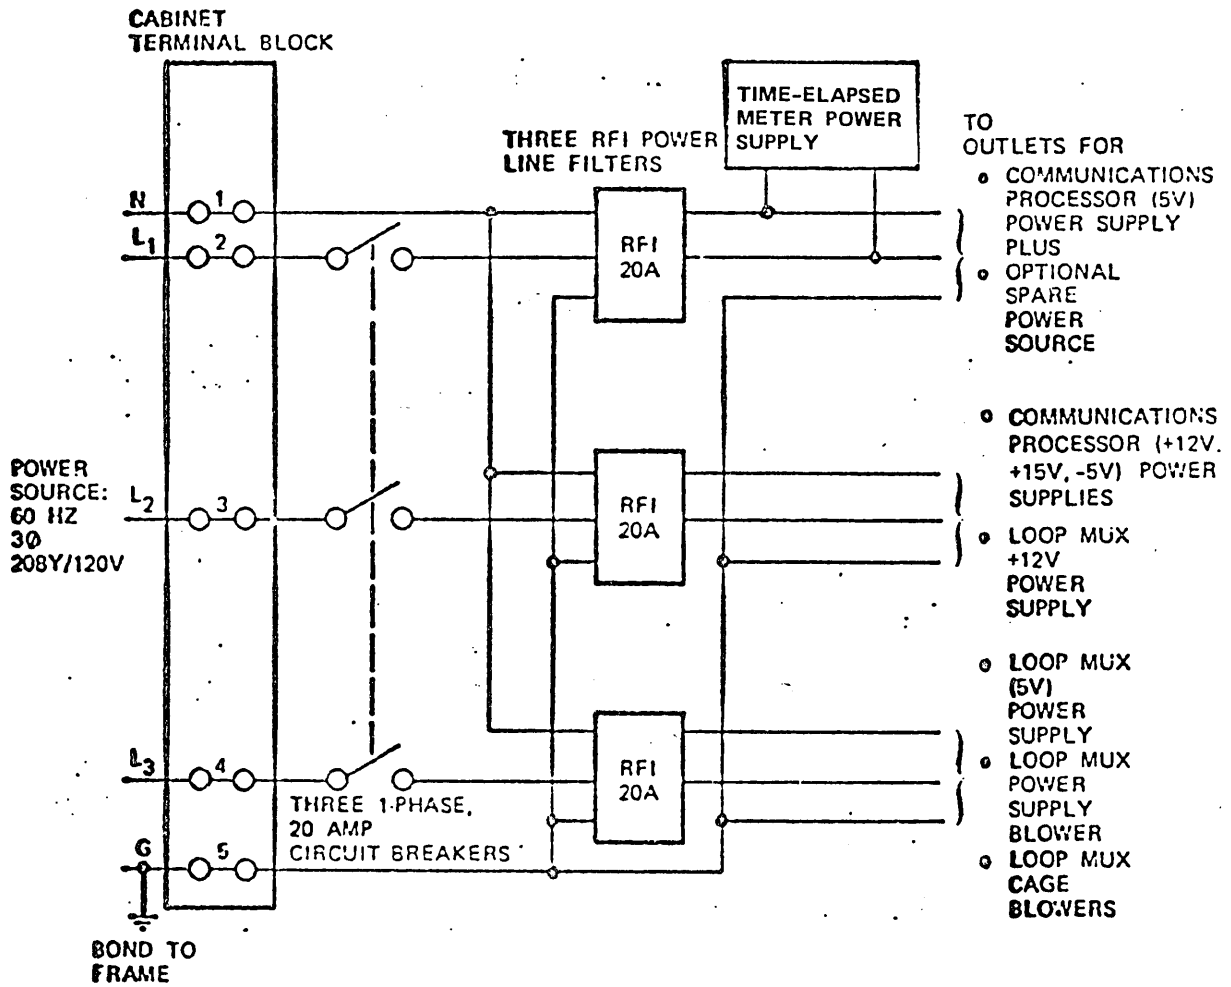 CABINET
TERMINAL BLOCK
TIME-ELAPSED
METER POWER
SUPPLY
THREE RFI POWER
LINE FILTERS
TO
OUTLETS FOR
COMMUNICATIONS
PROCESSOR (5V)
POWER SUPPLY
PLUS
OPTIONAL
SPARE
POWER
SOURCE
N
1
L1
2
RFI
20A
POWER
SOURCE:
60 HZ
3Ø
208Y/120V
L2
3
RFI
20A
COMMUNICATIONS
PROCESSOR (+12V,
+15V, -5V) POWER
SUPPLIES
LOOP MUX
+12V
POWER
SUPPLY
L3
4
THREE 1-PHASE,
20 AMP
CIRCUIT BREAKERS
RFI
20A
LOOP MUX
(5V)
POWER
SUPPLY
LOOP MUX
POWER
SUPPLY
BLOWER
LOOP MUX
CAGE
BLOWERS
G
5
BOND TO
FRAME